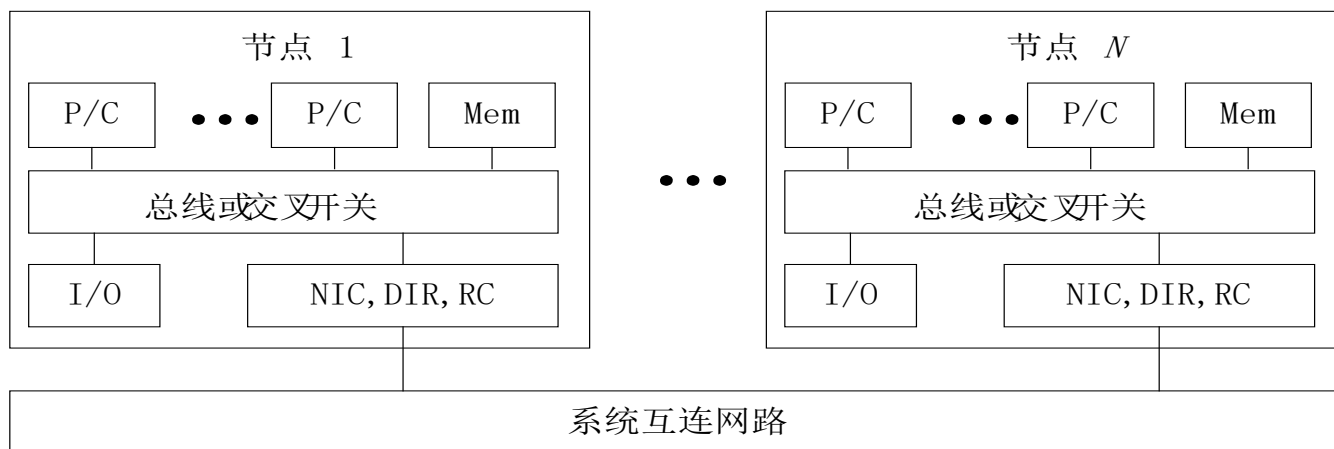 节点 1
P/C ●●● P/C Mem
总线或交叉开关
I/O NIC,DIR,RC
●●●
节点 N
P/C ●●● P/C Mem
总线或交叉开关
I/O NIC,DIR,RC
系统互连网路